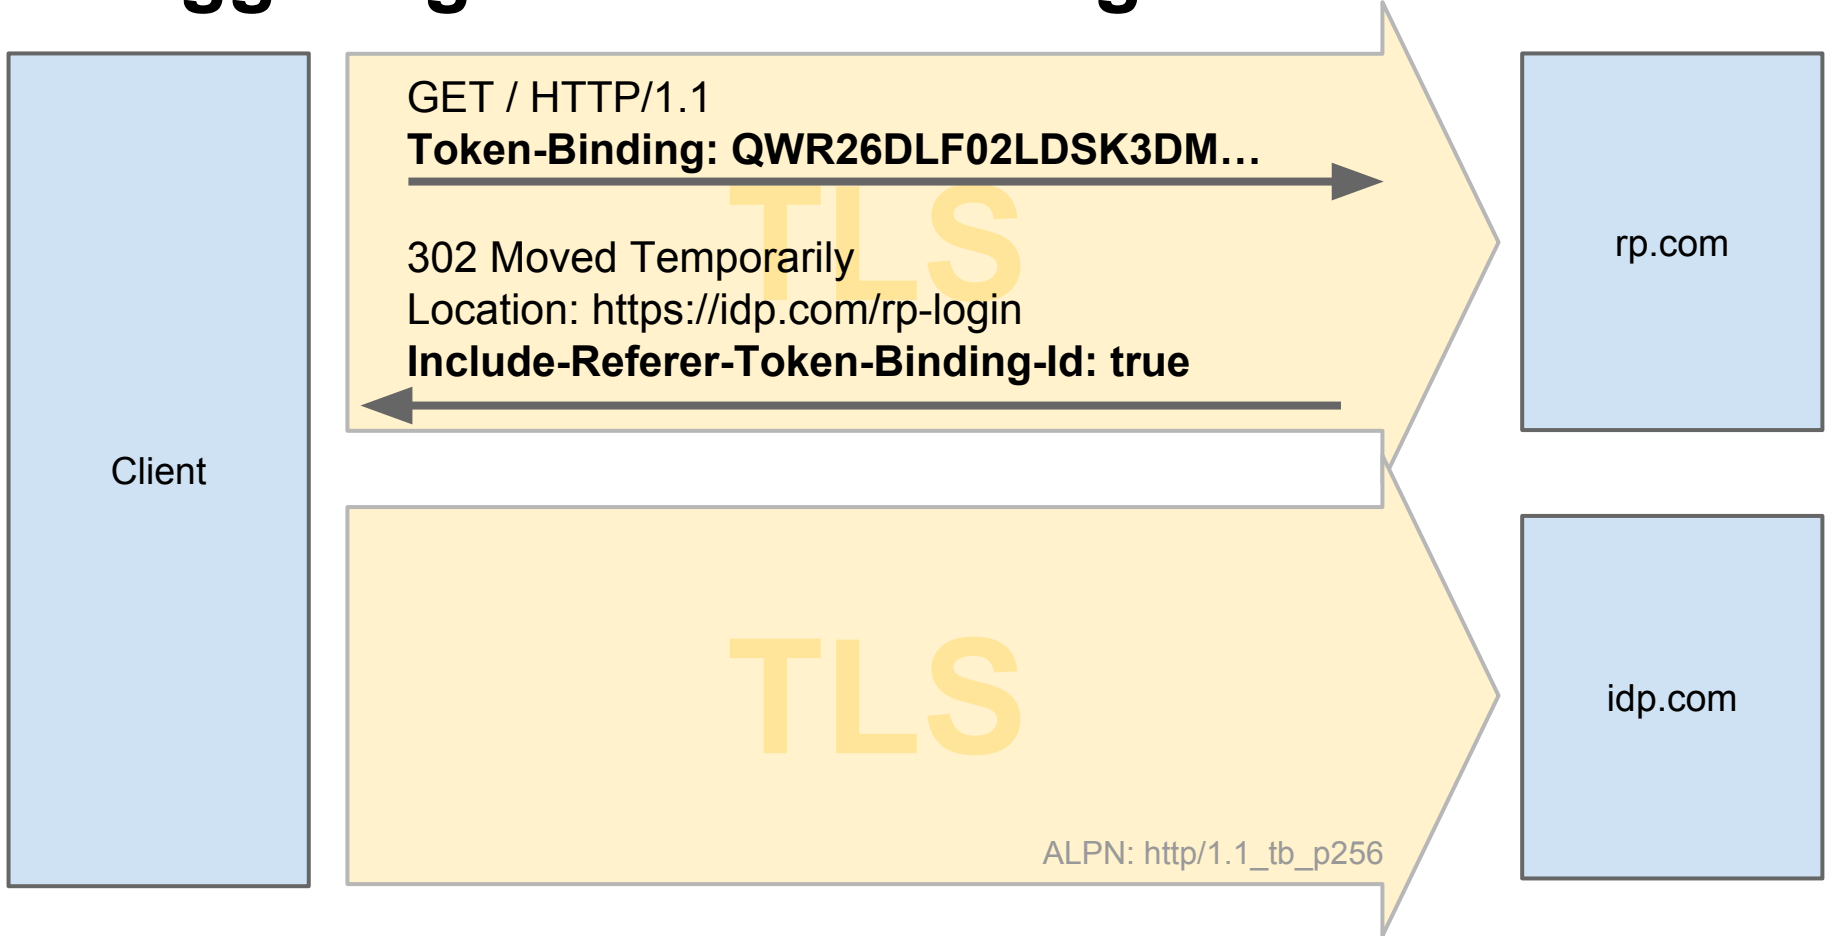 GET / HTTP/1.1
Token-Binding: QWR26DLF02LDSK3DM…
TLS
302 Moved Temporarily
Location: https://idp.com/rp-login
Include-Referer-Token-Binding-Id: true
rp.com
Client
TLS
idp.com
ALPN: http/1.1_tb_p256